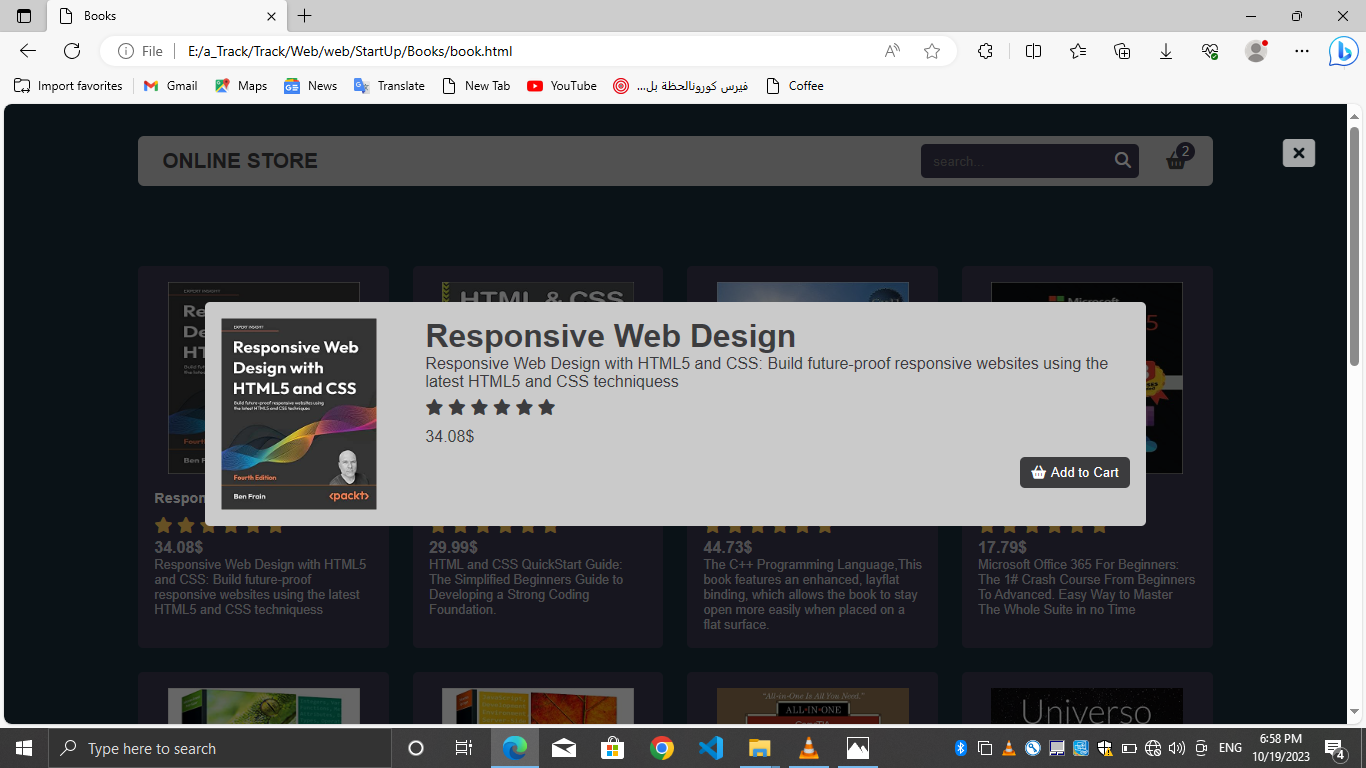 Books
File
E:/a_Track/Track/Web/web/StartUp/Books/book.html
Import favorites
Gmail
Maps
News
Translate
New Tab
YouTube
فيرس كورونالحظة بل...
Coffee
ONLINE STORE
search...
2
HTML & CSS
Microsoft
EXPERT INSIGHT
Responsive Web
Design with
HTML5 and CSS
Build future-proof responsive websites using
the latest HTML5 and CSS techniques
Fourth Edition
Ben Frain
<packt>
Responsive Web Design
Responsive Web Design with HTML5 and CSS: Build future-proof responsive websites using the
latest HTML5 and CSS techniquess
34.08$
Add to Cart
34.08$
Responsive Web Design with HTML5
and CSS: Build future-proof
responsive websites using the latest
HTML5 and CSS techniquess
29.99$
HTML and CSS QuickStart Guide:
The Simplified Beginners Guide to
Developing a Strong Coding
Foundation.
44.73$
The C++ Programming Language,This
book features an enhanced, layflat
binding, which allows the book to stay
open more easily when placed on a
flat surface.
17.79$
Microsoft Office 365 For Beginners:
The 1# Crash Course From Beginners
To Advanced. Easy Way to Master
The Whole Suite in no Time
"All-in-One Is All You Need."
ALL-IN-ONE
CompTIA
Universo
Type here to search
ENG
6:58 PM
10/19/2023
4